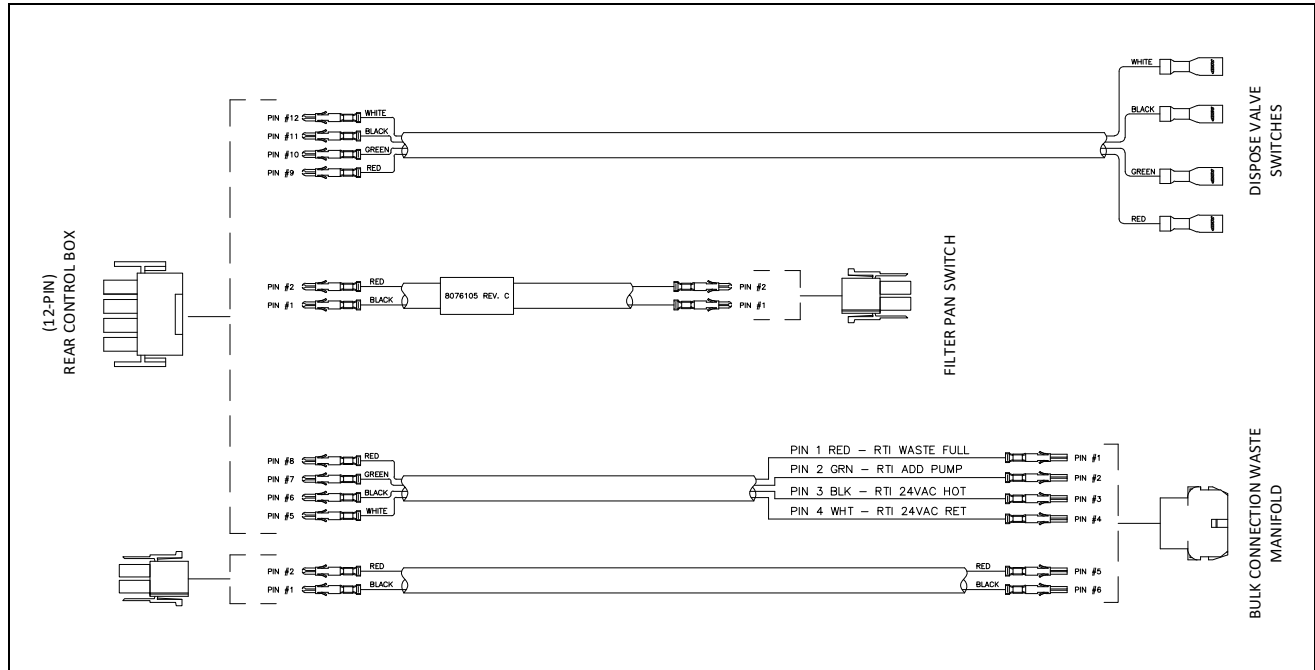 (12-PIN)
REAR CONTROL BOX
PIN #12
WHITE
PIN #11
BLACK
PIN #10
GREEN
PIN #9
RED
WHITE
BLACK
GREEN
RED
DISPOSE VALVE
SWITCHES
PIN #2
RED
PIN #1
BLACK
8076105 REV. C
PIN #2
PIN #1
FILTER PAN SWITCH
PIN #8
RED
PIN #7
GREEN
PIN #6
BLACK
PIN #5
WHITE
PIN 1 RED – RTI WASTE FULL
PIN #1
PIN 2 GRN – RTI ADD PUMP
PIN #2
PIN 3 BLK – RTI 24VAC HOT
PIN #3
PIN 4 WHT – RTI 24VAC RET
PIN #4
BULK CONNECTION WASTE
MANIFOLD
PIN #2
RED
RED
PIN #5
PIN #1
BLACK
BLACK
PIN #6